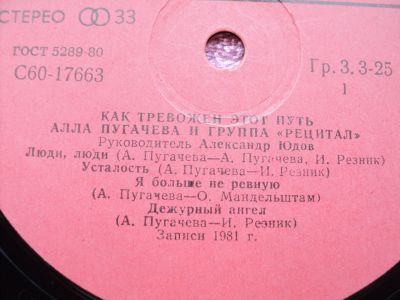 СТЕРЕО 33
ГОСТ 5289-80
С60-17663
Гр. 3. 3-25
1
КАК ТРЕВОЖЕН ЭТОТ ПУТЬ
АЛЛА ПУГАЧЕВА И ГРУППА «РЕЦИТАЛ»
Руководитель Александр Юдов
Люди, люди (А. Пугачева—А. Пугачева, И. Резник)
Усталость (А. Пугачева—И. Резник)
Я больше не ревную
(А. Пугачева—О. Мандельштам)
Дежурный ангел
(А. Пугачева—И. Резник)
Записи 1981 г.